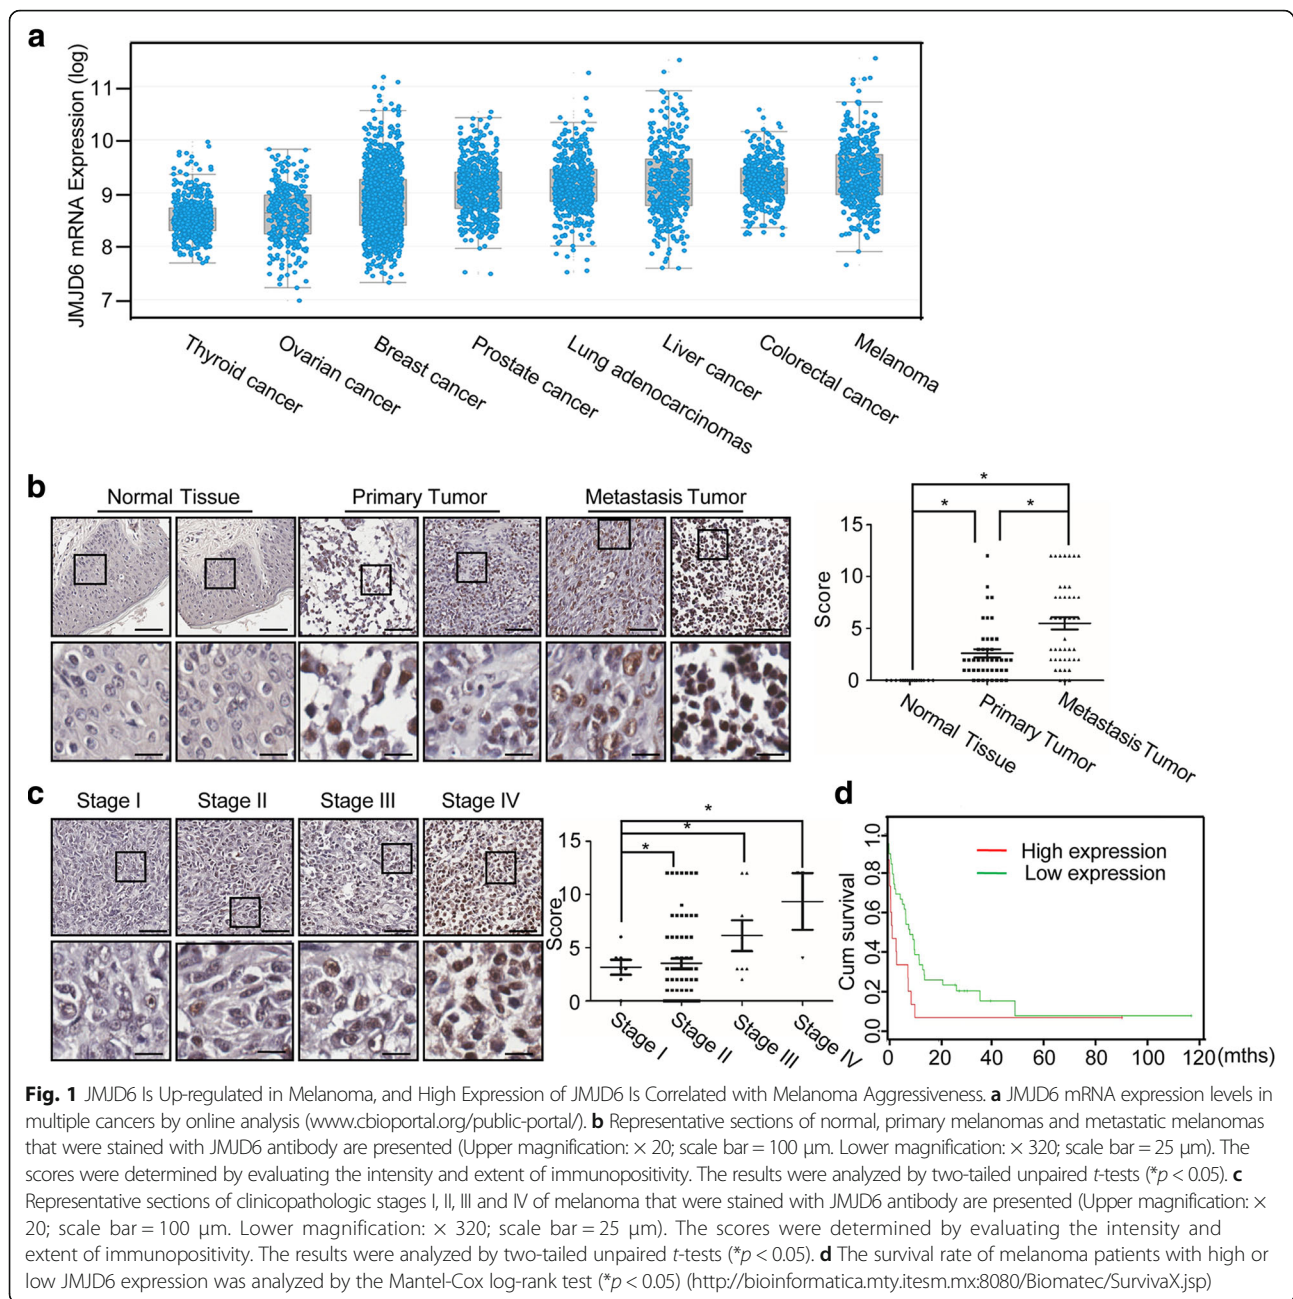 a
JMJD6 mRNA Expression (log)
11
10
9
8
7
Thyroid cancer
Ovarian cancer
Breast cancer
Prostate cancer
Lung adenocarcinomas
Liver cancer
Colorectal cancer
Melanoma
b
Normal Tissue
Primary Tumor
Metastasis Tumor
*
* *
Score
15
10
5
0
Normal Tissue
Primary Tumor
Metastasis Tumor
c
Stage I
Stage II
Stage III
Stage IV
*
*
*
Score
15
10
5
0
Stage I
Stage II
Stage III
Stage IV
d
Cum survival
1.0
0.8
0.6
0.4
0.2
0.0
High expression
Low expression
0 20 40 60 80 100 120 (mths)
Fig. 1 JMJD6 Is Up-regulated in Melanoma, and High Expression of JMJD6 Is Correlated with Melanoma Aggressiveness. a JMJD6 mRNA expression levels in
multiple cancers by online analysis (www.cbioportal.org/public-portal/). b Representative sections of normal, primary melanomas and metastatic melanomas
that were stained with JMJD6 antibody are presented (Upper magnification: × 20; scale bar = 100 μm. Lower magnification: × 320; scale bar = 25 μm). The
scores were determined by evaluating the intensity and extent of immunopositivity. The results were analyzed by two-tailed unpaired t-tests (*p < 0.05). c
Representative sections of clinicopathologic stages I, II, III and IV of melanoma that were stained with JMJD6 antibody are presented (Upper magnification: ×
20; scale bar = 100 μm. Lower magnification: × 320; scale bar = 25 μm). The scores were determined by evaluating the intensity and
extent of immunopositivity. The results were analyzed by two-tailed unpaired t-tests (*p < 0.05). d The survival rate of melanoma patients with high or
low JMJD6 expression was analyzed by the Mantel-Cox log-rank test (*p < 0.05) (http://bioinformatica.mty.itesm.mx:8080/Biomatec/SurvivaX.jsp)